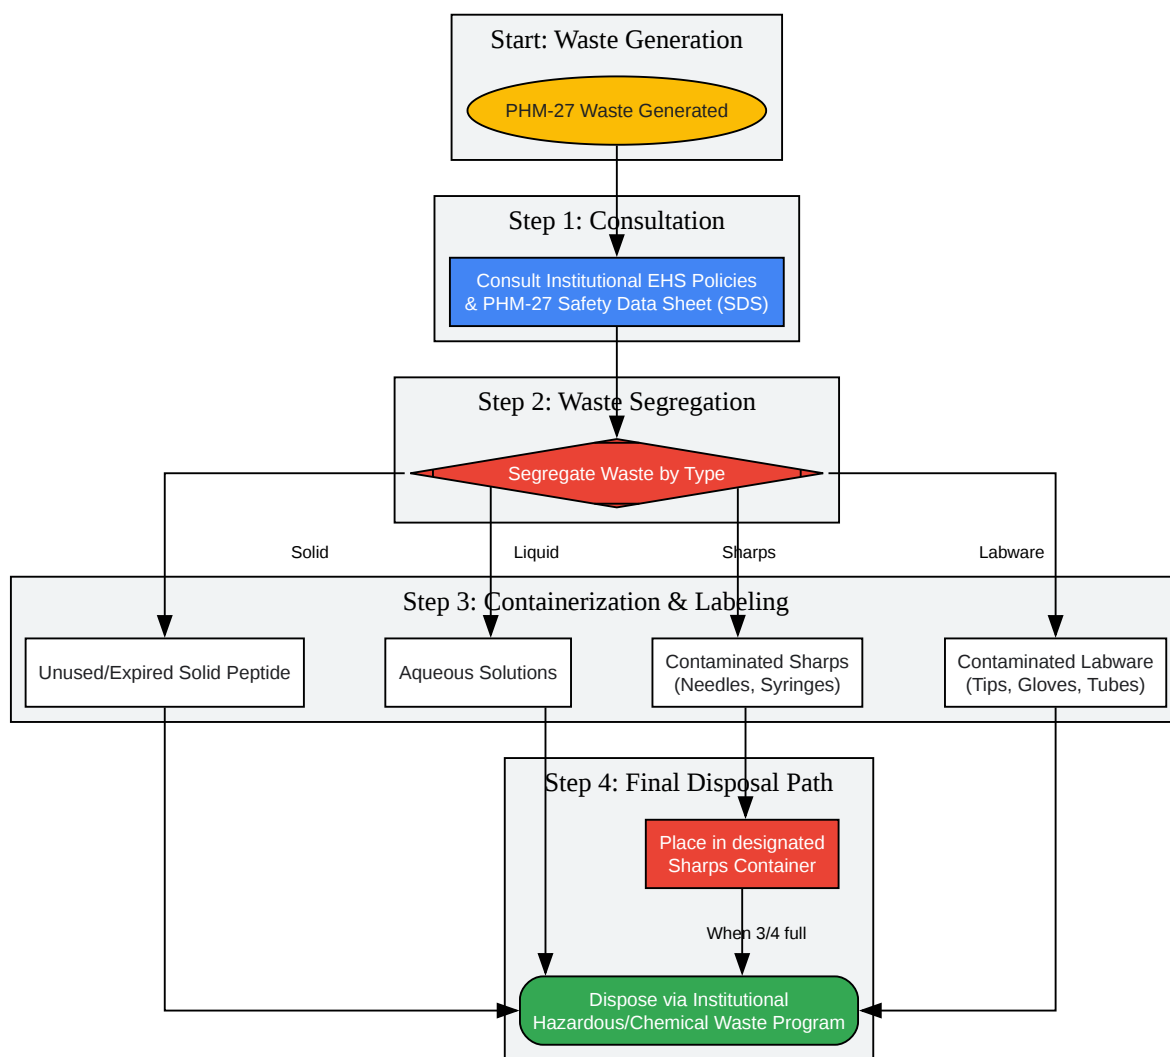 Start: Waste Generation
PHM-27 Waste Generated
Step 1: Consultation
Consult Institutional EHS Policies
& PHM-27 Safety Data Sheet (SDS)
Step 2: Waste Segregation
Segregate Waste by Type
Solid
Liquid
Sharps
Labware
Step 3: Containerization & Labeling
Unused/Expired Solid Peptide
Aqueous Solutions
Contaminated Sharps
(Needles, Syringes)
Contaminated Labware
(Tips, Gloves, Tubes)
Step 4: Final Disposal Path
Place in designated
Sharps Container
When 3/4 full
Dispose via Institutional
Hazardous/Chemical Waste Program